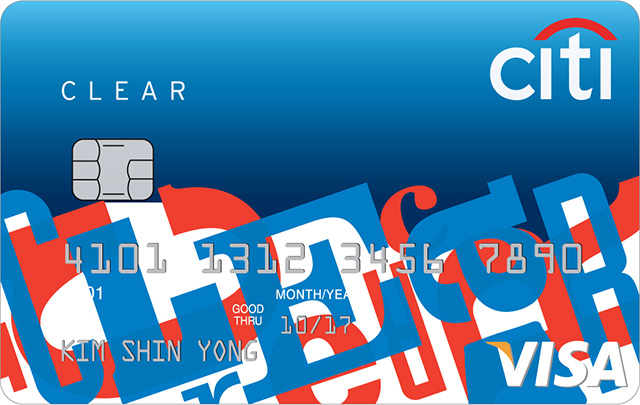 citi
CLEAR
4101 1312 3456 7890
MONTH/YEA
GOOD
THRU 10/17
KIM SHIN YONG
VISA